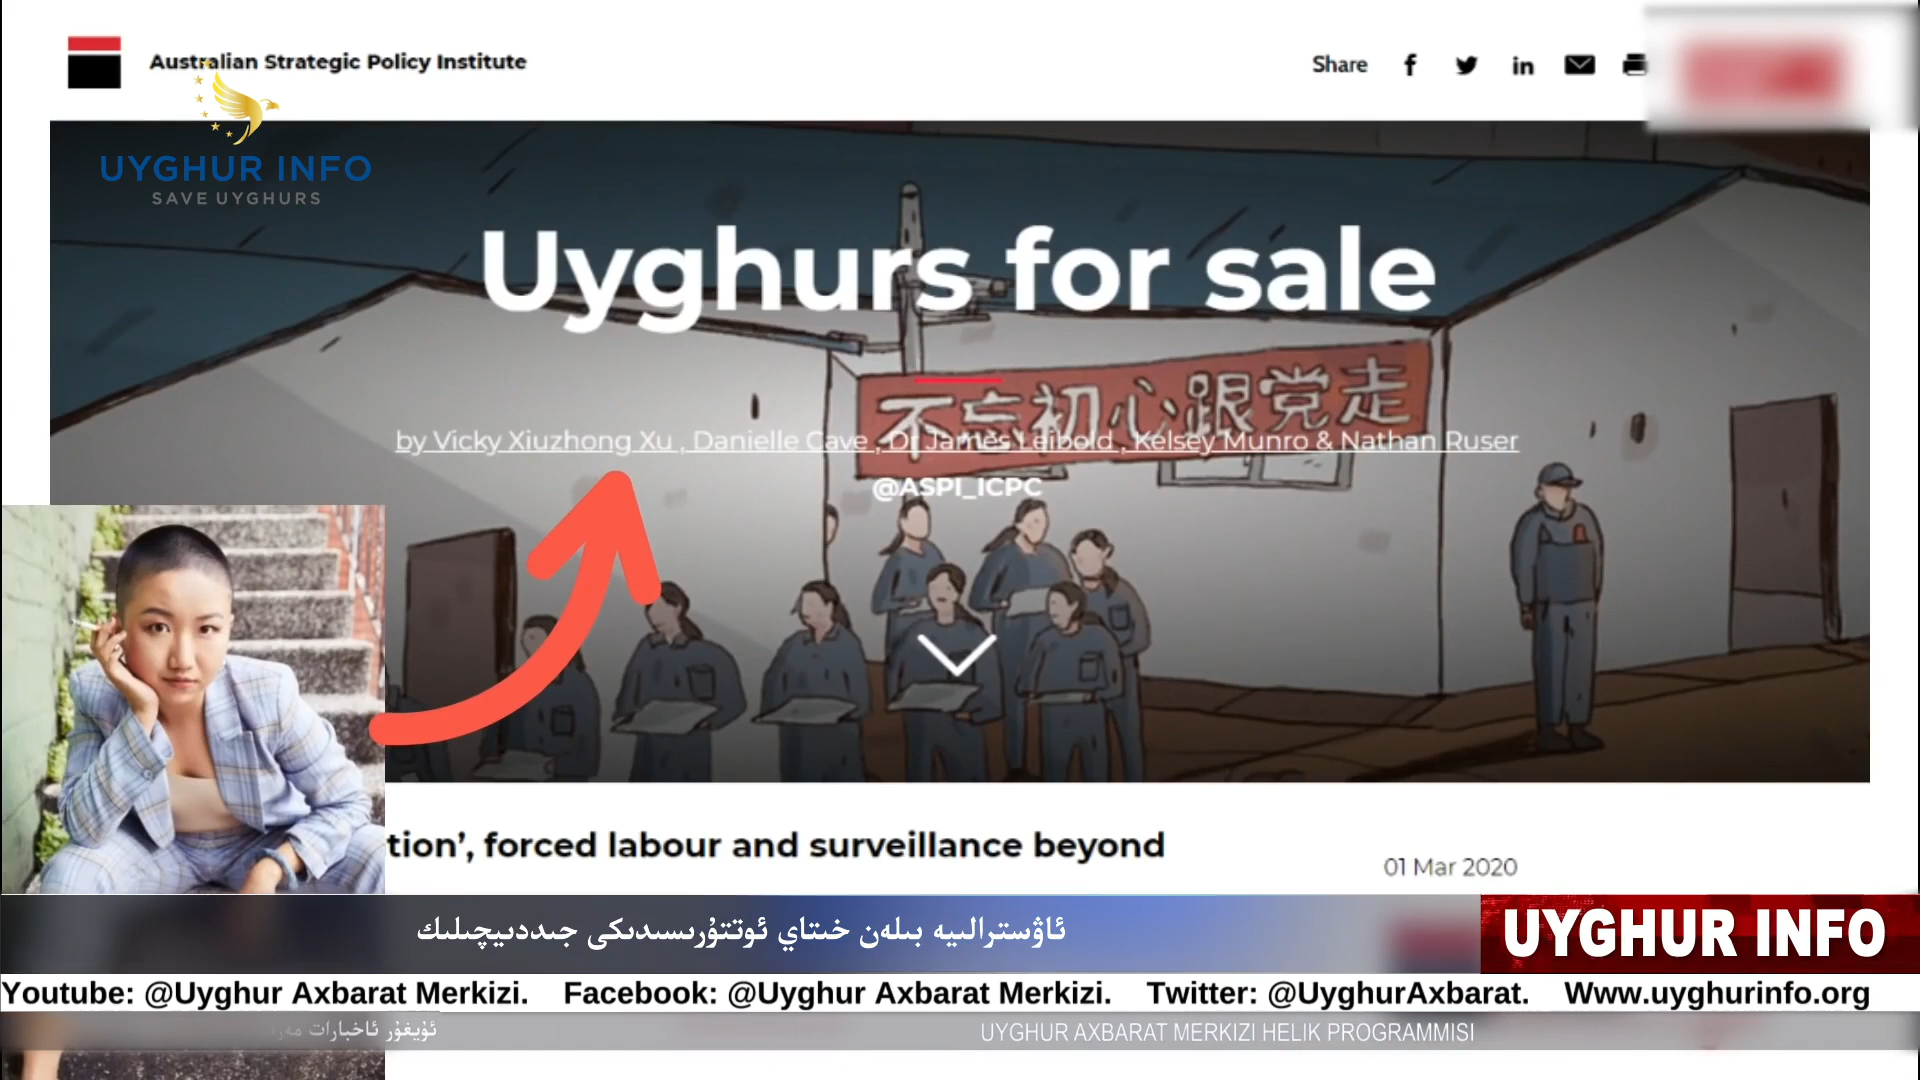 Australian Strategic Policy Institute
Share
UYGHUR INFO
SAVE UYGHURS
Uyghurs for sale
不忘初心跟党走
by Vicky Xiuzhong Xu , Danielle Cave , Dr James Leibold , Kelsey Munro & Nathan Ruser
@ASPI_ICPC
tion’, forced labour and surveillance beyond
01 Mar 2020
ئاۋسترالىيە بىلەن خىتاي ئوتتۇرىسىدىكى جىددىيچىلىك
UYGHUR INFO
Youtube: @Uyghur Axbarat Merkizi. Facebook: @Uyghur Axbarat Merkizi. Twitter: @UyghurAxbarat. Www.uyghurinfo.org
ئۇيغۇر ئاخبارات
UYGHUR AXBARAT MERKIZI HELIK PROGRAMMISI